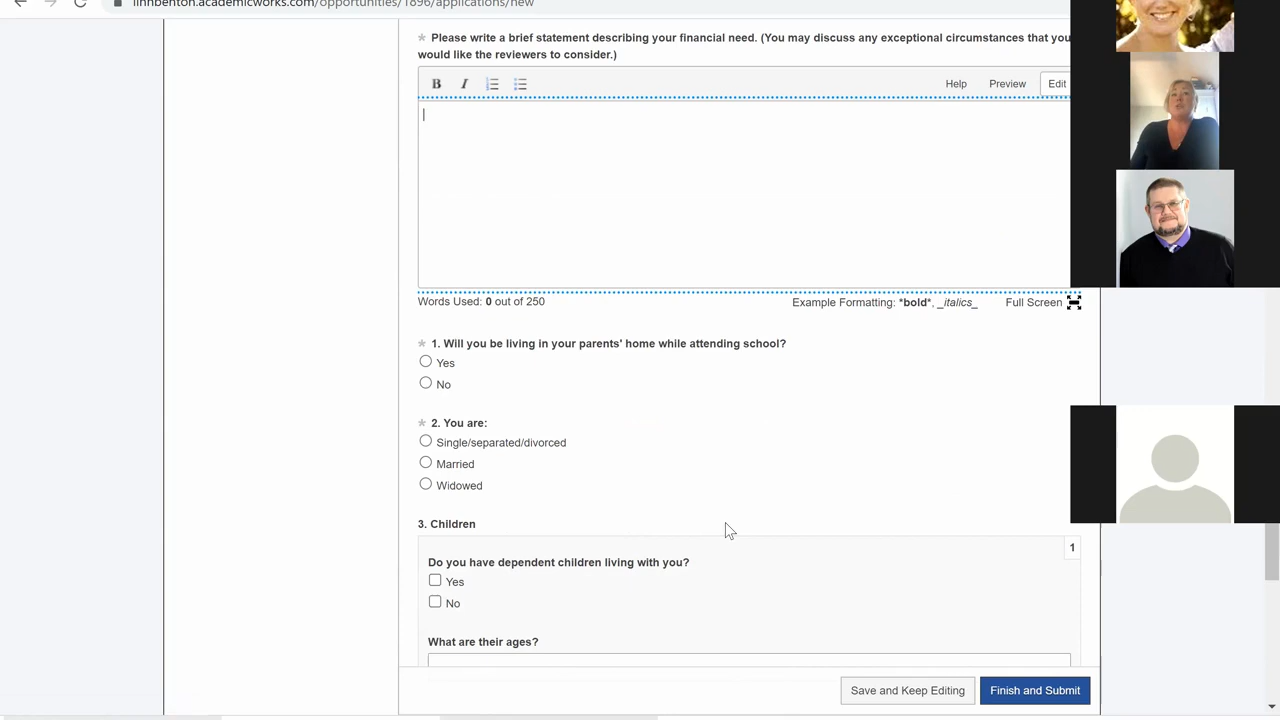 linnbenton.academicworks.com/opportunities/1896/applications/new
* Please write a brief statement describing your financial need. (You may discuss any exceptional circumstances that you
would like the reviewers to consider.)
B I Help Preview Edit
Words Used: 0 out of 250 Example Formatting: *bold*, _italics_ Full Screen
* 1. Will you be living in your parents' home while attending school?
Yes
No
* 2. You are:
Single/separated/divorced
Married
Widowed
3. Children
1
Do you have dependent children living with you?
Yes
No
What are their ages?
Save and Keep Editing Finish and Submit